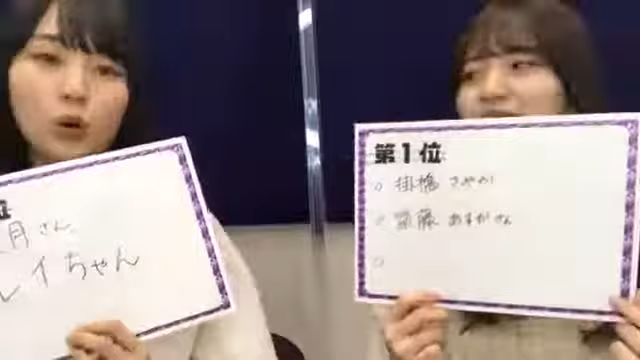 位
月さん
レイちゃん
第1位
掛橋 さやか
齋藤 あすかさん